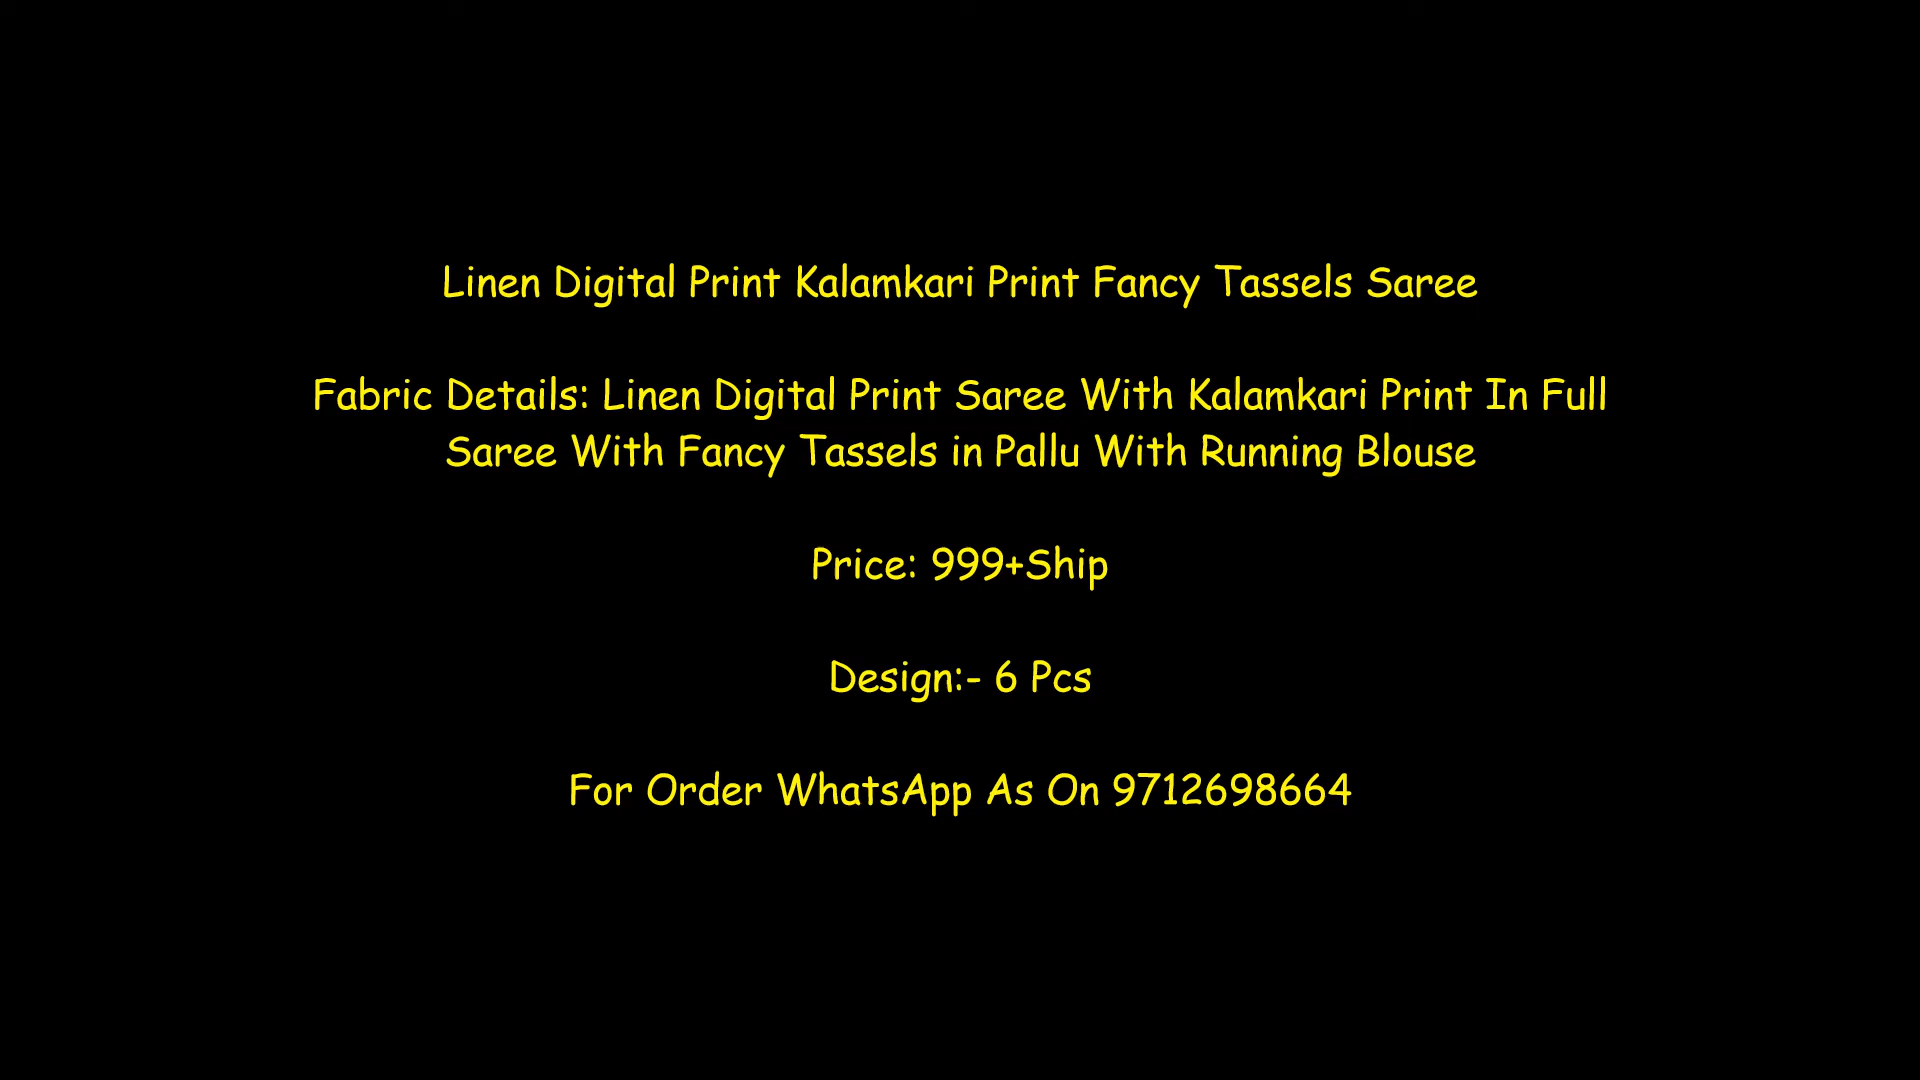 Linen Digital Print Kalamkari Print Fancy Tassels Saree
Fabric Details: Linen Digital Print Saree With Kalamkari Print In Full
Saree With Fancy Tassels in Pallu With Running Blouse
Price: 999+Ship
Design:- 6 Pcs
For Order WhatsApp As On 9712698664